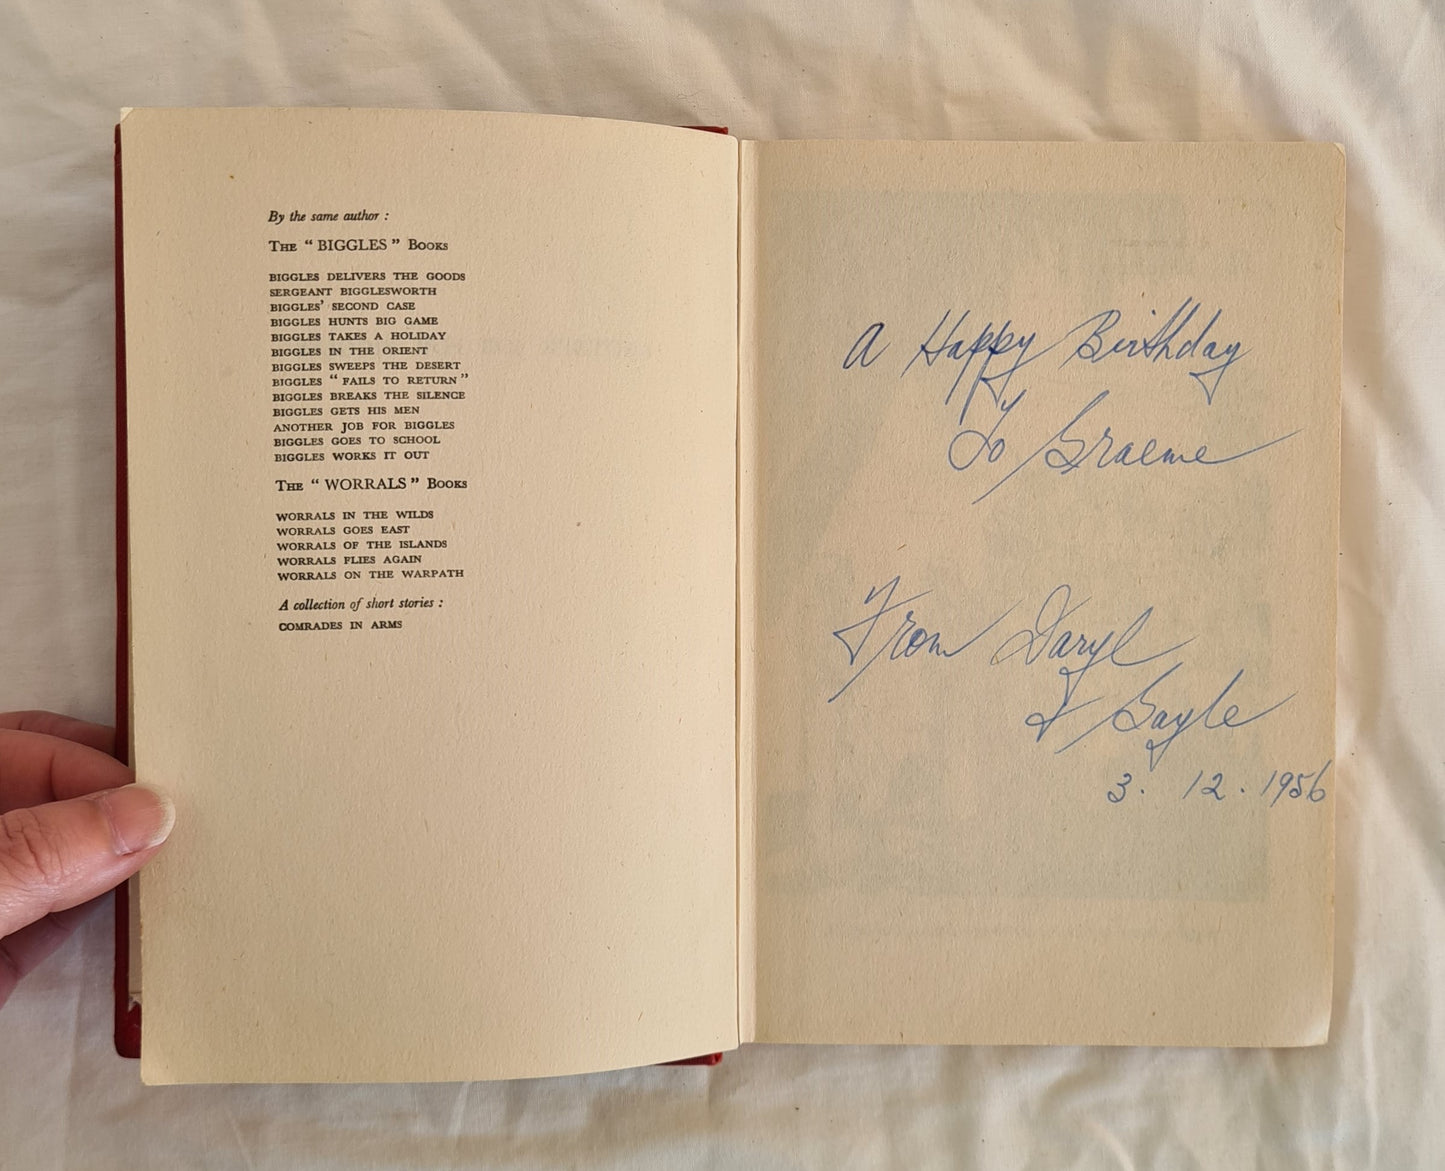 By the same author :
THE “ BIGGLES ” BOOKS
BIGGLES DELIVERS THE GOODS
SERGEANT BIGGLESWORTH
BIGGLES’ SECOND CASE
BIGGLES HUNTS BIG GAME
BIGGLES TAKES A HOLIDAY
BIGGLES IN THE ORIENT
BIGGLES SWEEPS THE DESERT
BIGGLES “ FAILS TO RETURN ”
BIGGLES BREAKS THE SILENCE
BIGGLES GETS HIS MEN
ANOTHER JOB FOR BIGGLES
BIGGLES GOES TO SCHOOL
BIGGLES WORKS IT OUT
THE “ WORRALS ” BOOKS
WORRALS IN THE WILDS
WORRALS GOES EAST
WORRALS OF THE ISLANDS
WORRALS FLIES AGAIN
WORRALS ON THE WARPATH
A collection of short stories :
COMRADES IN ARMS
A Happy Birthday
To Graeme
From Daryl
& Gayle
3. 12. 1956